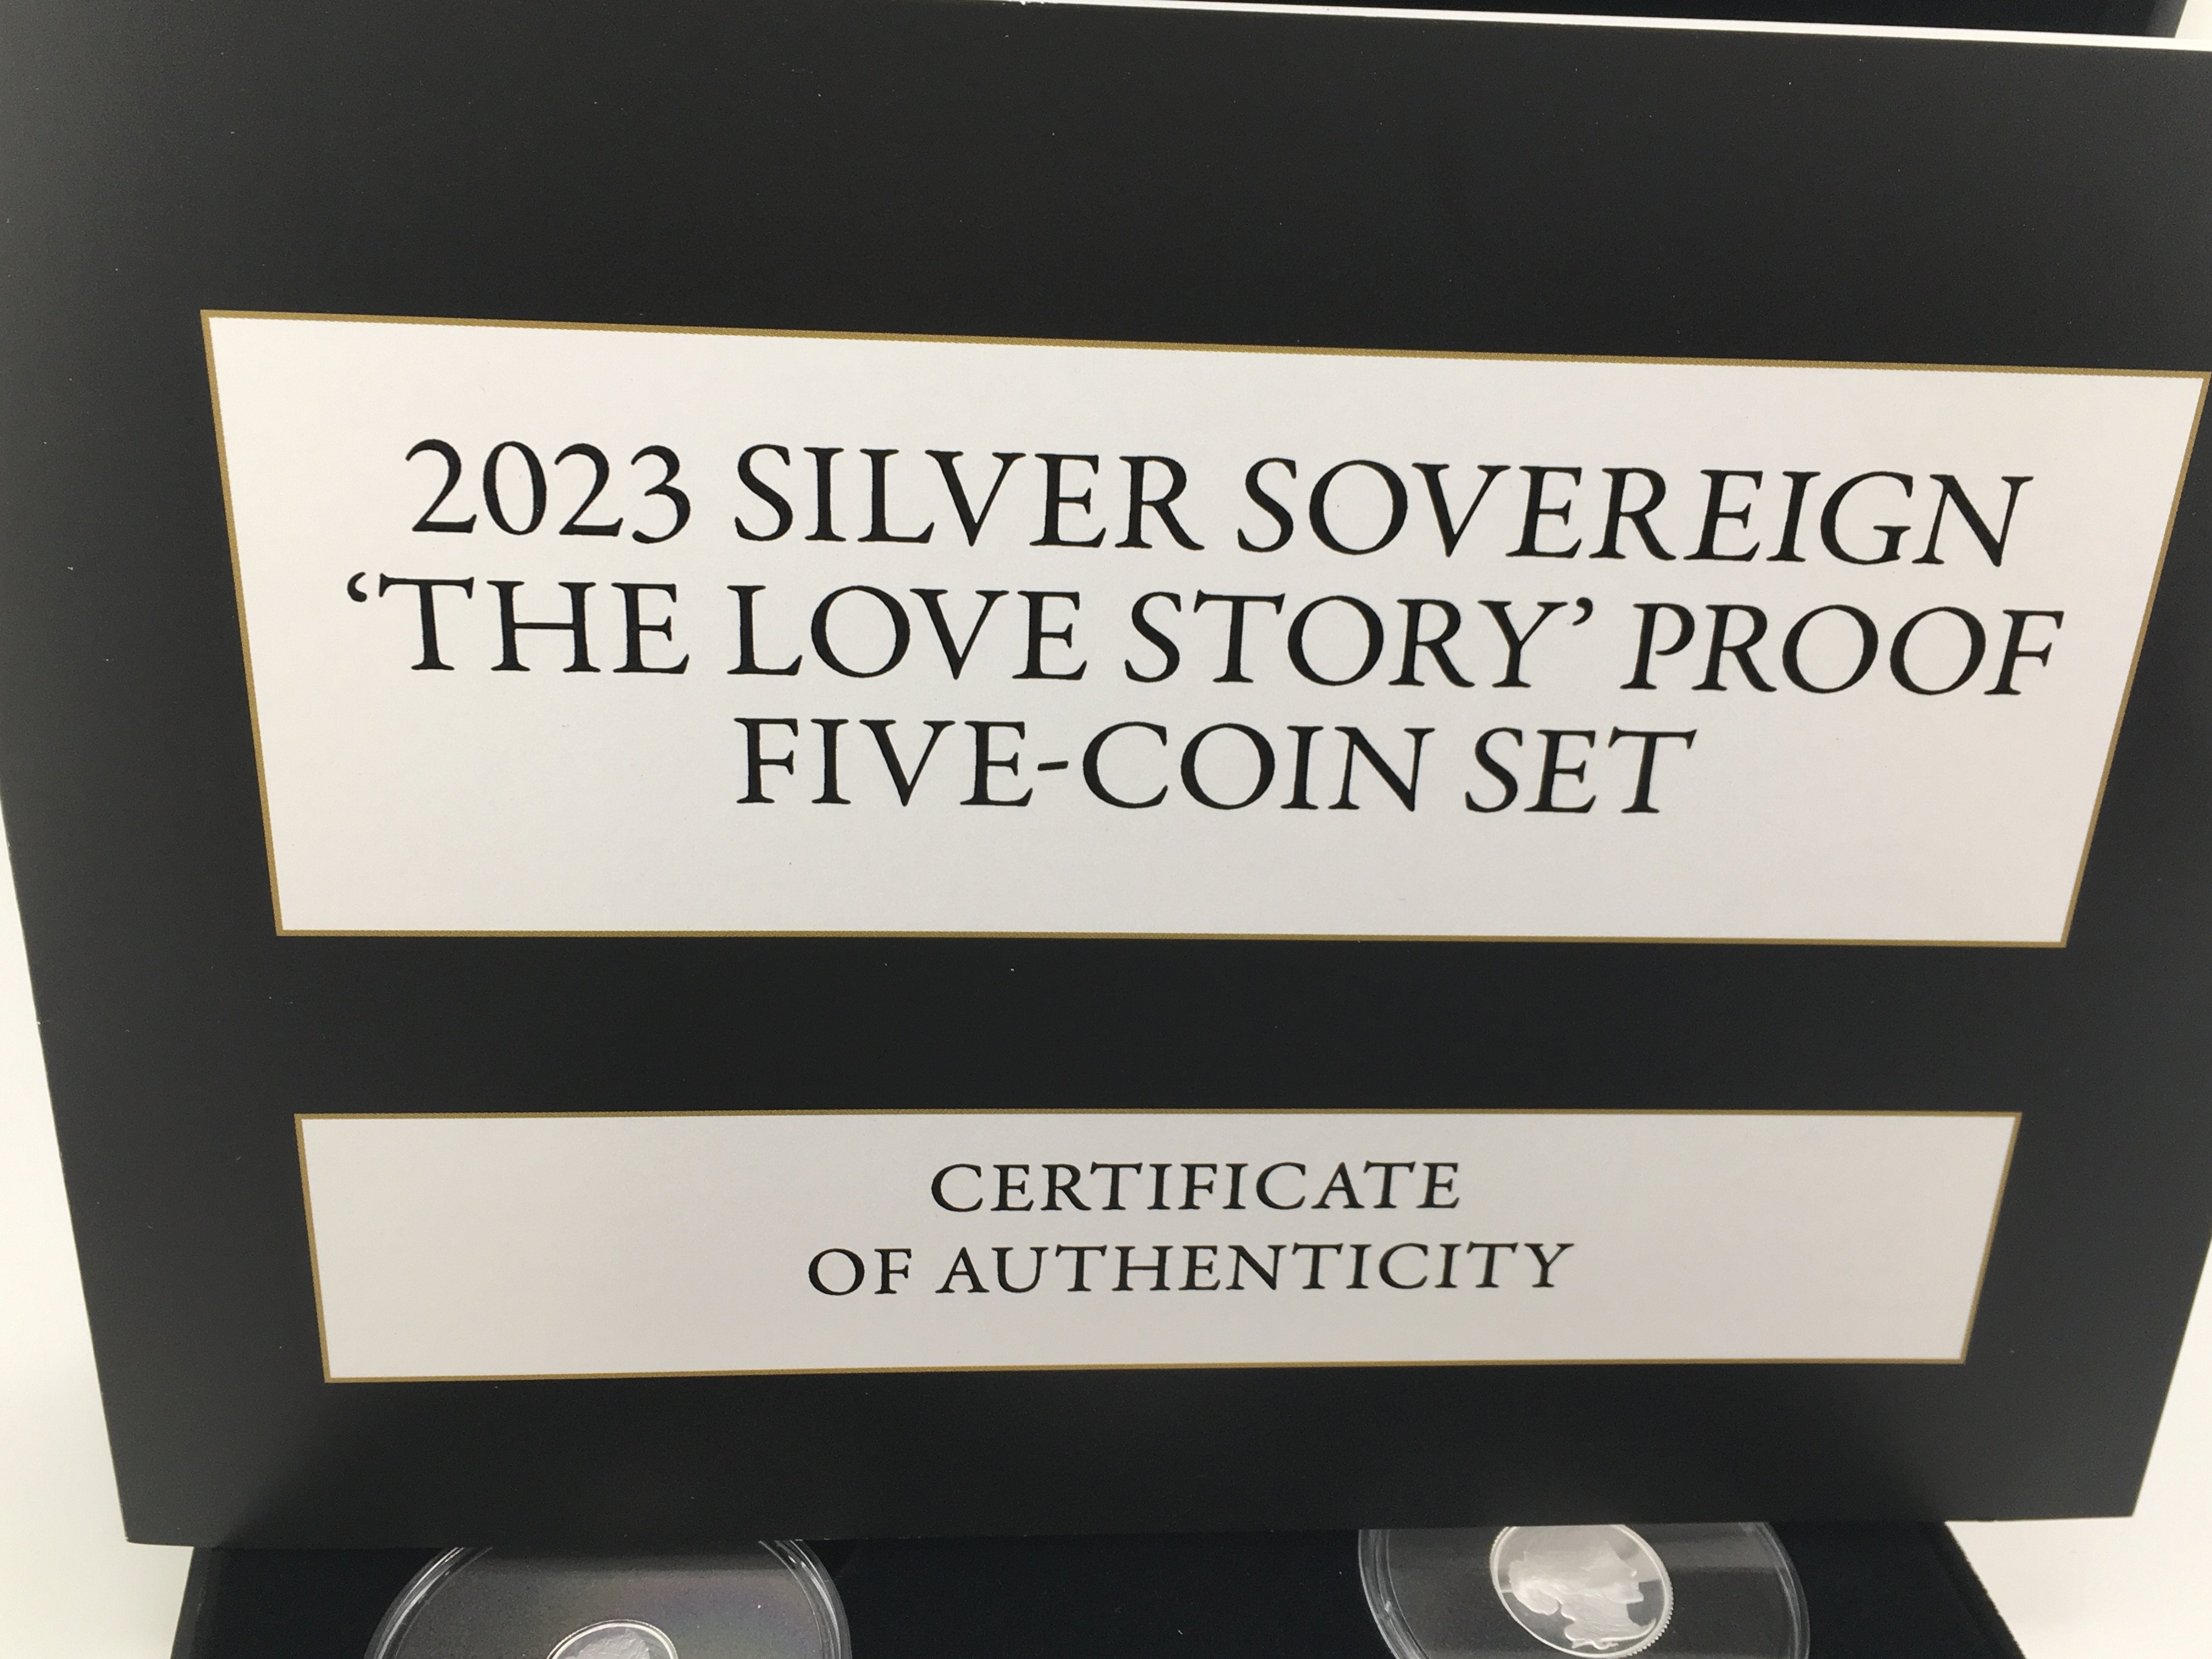 2023 SILVER SOVEREIGN
‘THE LOVE STORY’ PROOF
FIVE-COIN SET
CERTIFICATE
OF AUTHENTICITY